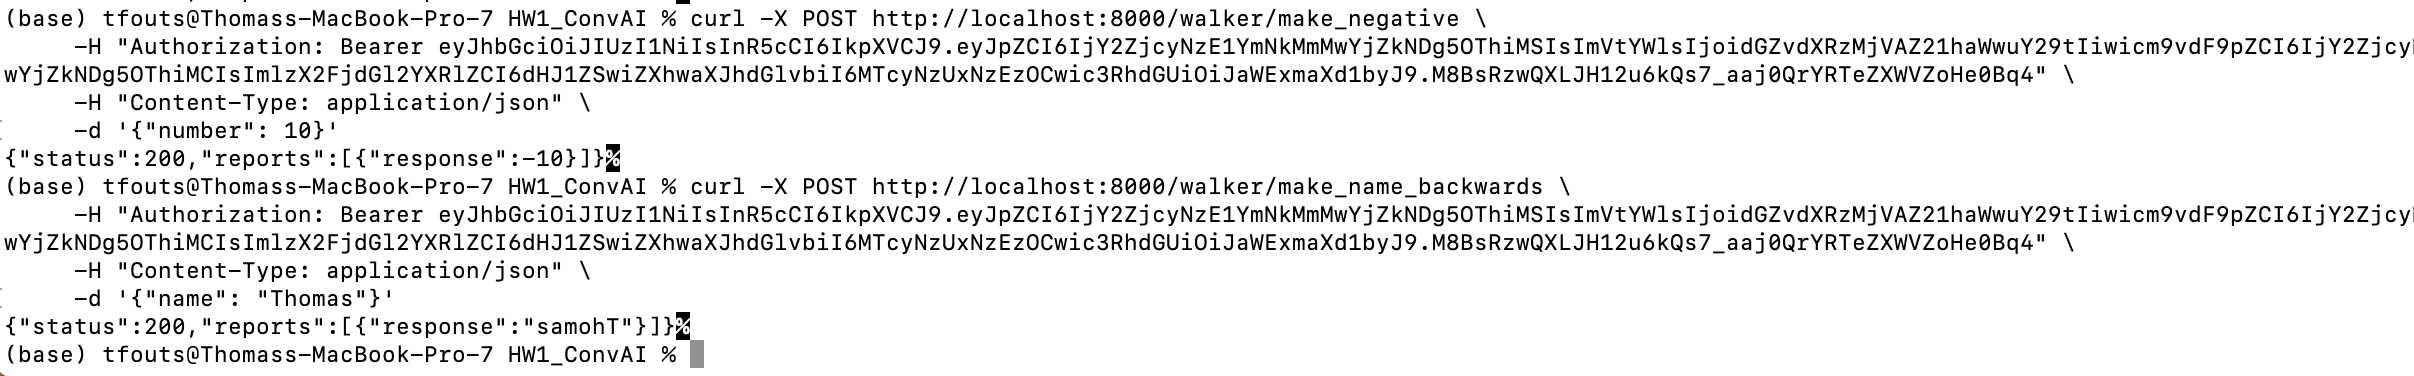 (base) tfouts@Thomass-MacBook-Pro-7 HW1_ConvAI % curl -X POST http://localhost:8000/walker/make_negative \
-H "Authorization: Bearer eyJhbGciOiJIUzI1NiIsInR5cCI6IkpXVCJ9.eyJpZCI6IjY2ZjcyNzE1YmNkMmMwYjZkNDg5OThiMSIsImVtYWlsIjoidGZvdXRzMjVAZ21haWwuY29tIiwicm9vdF9pZCI6IjY2Zjcy
wYjZkNDg5OThiMCIsImlzX2FjdGl2YXRlZCI6dHJ1ZSwiZXhwaXJhdGlvbiI6MTcyNzUxNzEzOCwic3RhdGUiOiJaWExmaXd1byJ9.M8BsRzwQXLJH12u6kQs7_aaj0QrYRTeZXWVZoHe0Bq4" \
-H "Content-Type: application/json" \
-d '{"number": 10}'
{"status":200,"reports":[{"response":-10}]}%
(base) tfouts@Thomass-MacBook-Pro-7 HW1_ConvAI % curl -X POST http://localhost:8000/walker/make_name_backwards \
-H "Authorization: Bearer eyJhbGciOiJIUzI1NiIsInR5cCI6IkpXVCJ9.eyJpZCI6IjY2ZjcyNzE1YmNkMmMwYjZkNDg5OThiMSIsImVtYWlsIjoidGZvdXRzMjVAZ21haWwuY29tIiwicm9vdF9pZCI6IjY2Zjcy
wYjZkNDg5OThiMCIsImlzX2FjdGl2YXRlZCI6dHJ1ZSwiZXhwaXJhdGlvbiI6MTcyNzUxNzEzOCwic3RhdGUiOiJaWExmaXd1byJ9.M8BsRzwQXLJH12u6kQs7_aaj0QrYRTeZXWVZoHe0Bq4" \
-H "Content-Type: application/json" \
-d '{"name": "Thomas"}'
{"status":200,"reports":[{"response":"samohT"}]}%
(base) tfouts@Thomass-MacBook-Pro-7 HW1_ConvAI %